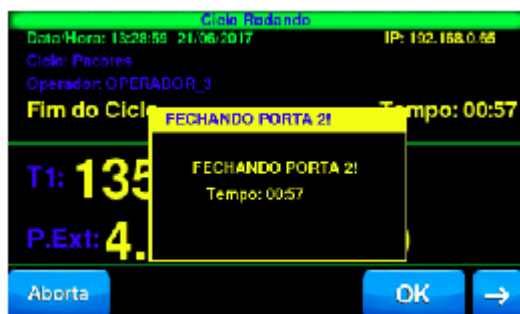 Ciclo Rodando
Data/Hora: 13:28:59 21/06/2017 IP: 192.168.0.65
Ciclo: Pacotes
Operador: OPERADOR_3
Fim do Ciclo Tempo: 00:57
FECHANDO PORTA 2!
FECHANDO PORTA 2!
Tempo: 00:57
T1: 135
P.Ext: 4.
Aborta OK →